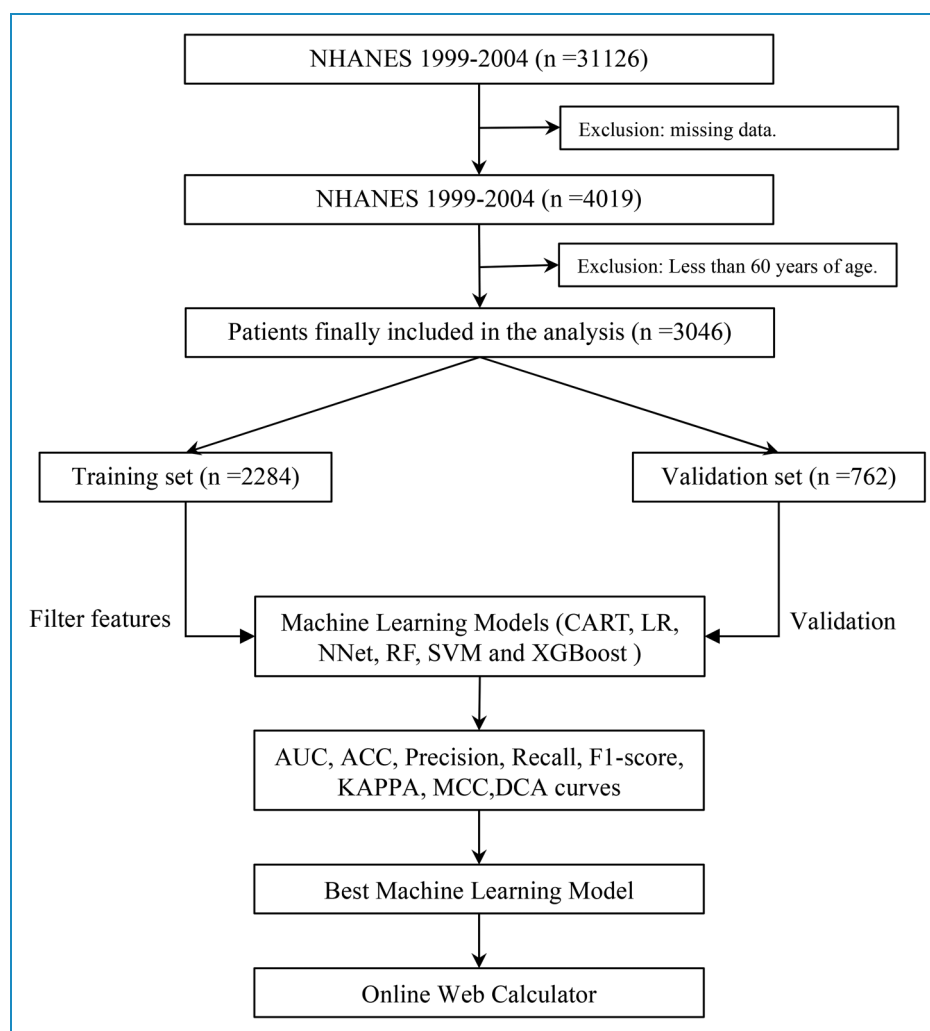 NHANES 1999-2004 (n =31126)
Exclusion: missing data.
NHANES 1999-2004 (n =4019)
Exclusion: Less than 60 years of age.
Patients finally included in the analysis (n =3046)
Training set (n =2284)
Validation set (n =762)
Filter features
Machine Learning Models (CART, LR,
NNet, RF, SVM and XGBoost )
Validation
AUC, ACC, Precision, Recall, F1-score,
KAPPA, MCC,DCA curves
Best Machine Learning Model
Online Web Calculator